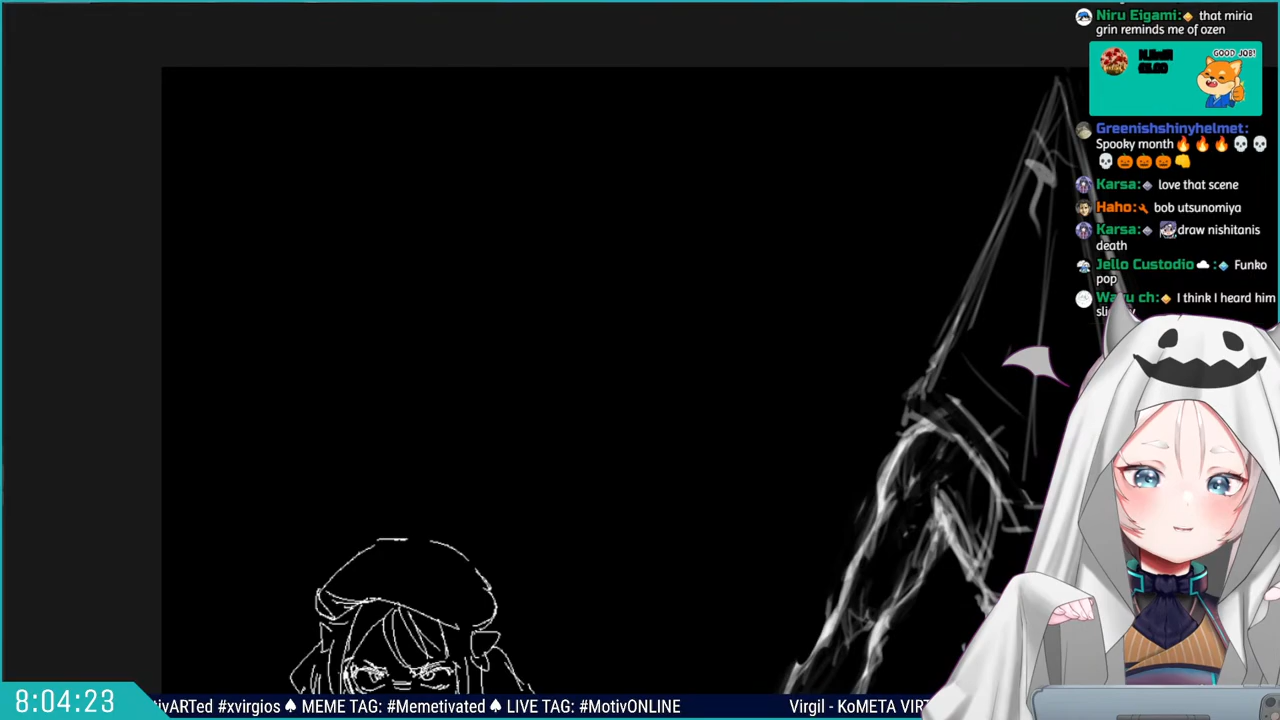 Niru Eigami: that miria
grin reminds me of ozen
GOOD JOB!
Greenishshinyhelmet:
Spooky month🔥🔥🔥💀💀
💀🎃🎃🎃👊
Karsa: love that scene
Haho: bob utsunomiya
Karsa: draw nishitanis
death
Jello Custodio☁: Funko
pop
I think I heard him
8:04:23
ivARTed #xvirgios ♠ MEME TAG: #Memetivated ♠ LIVE TAG: #MotivONLINE
Virgil - KoMETA VIRT